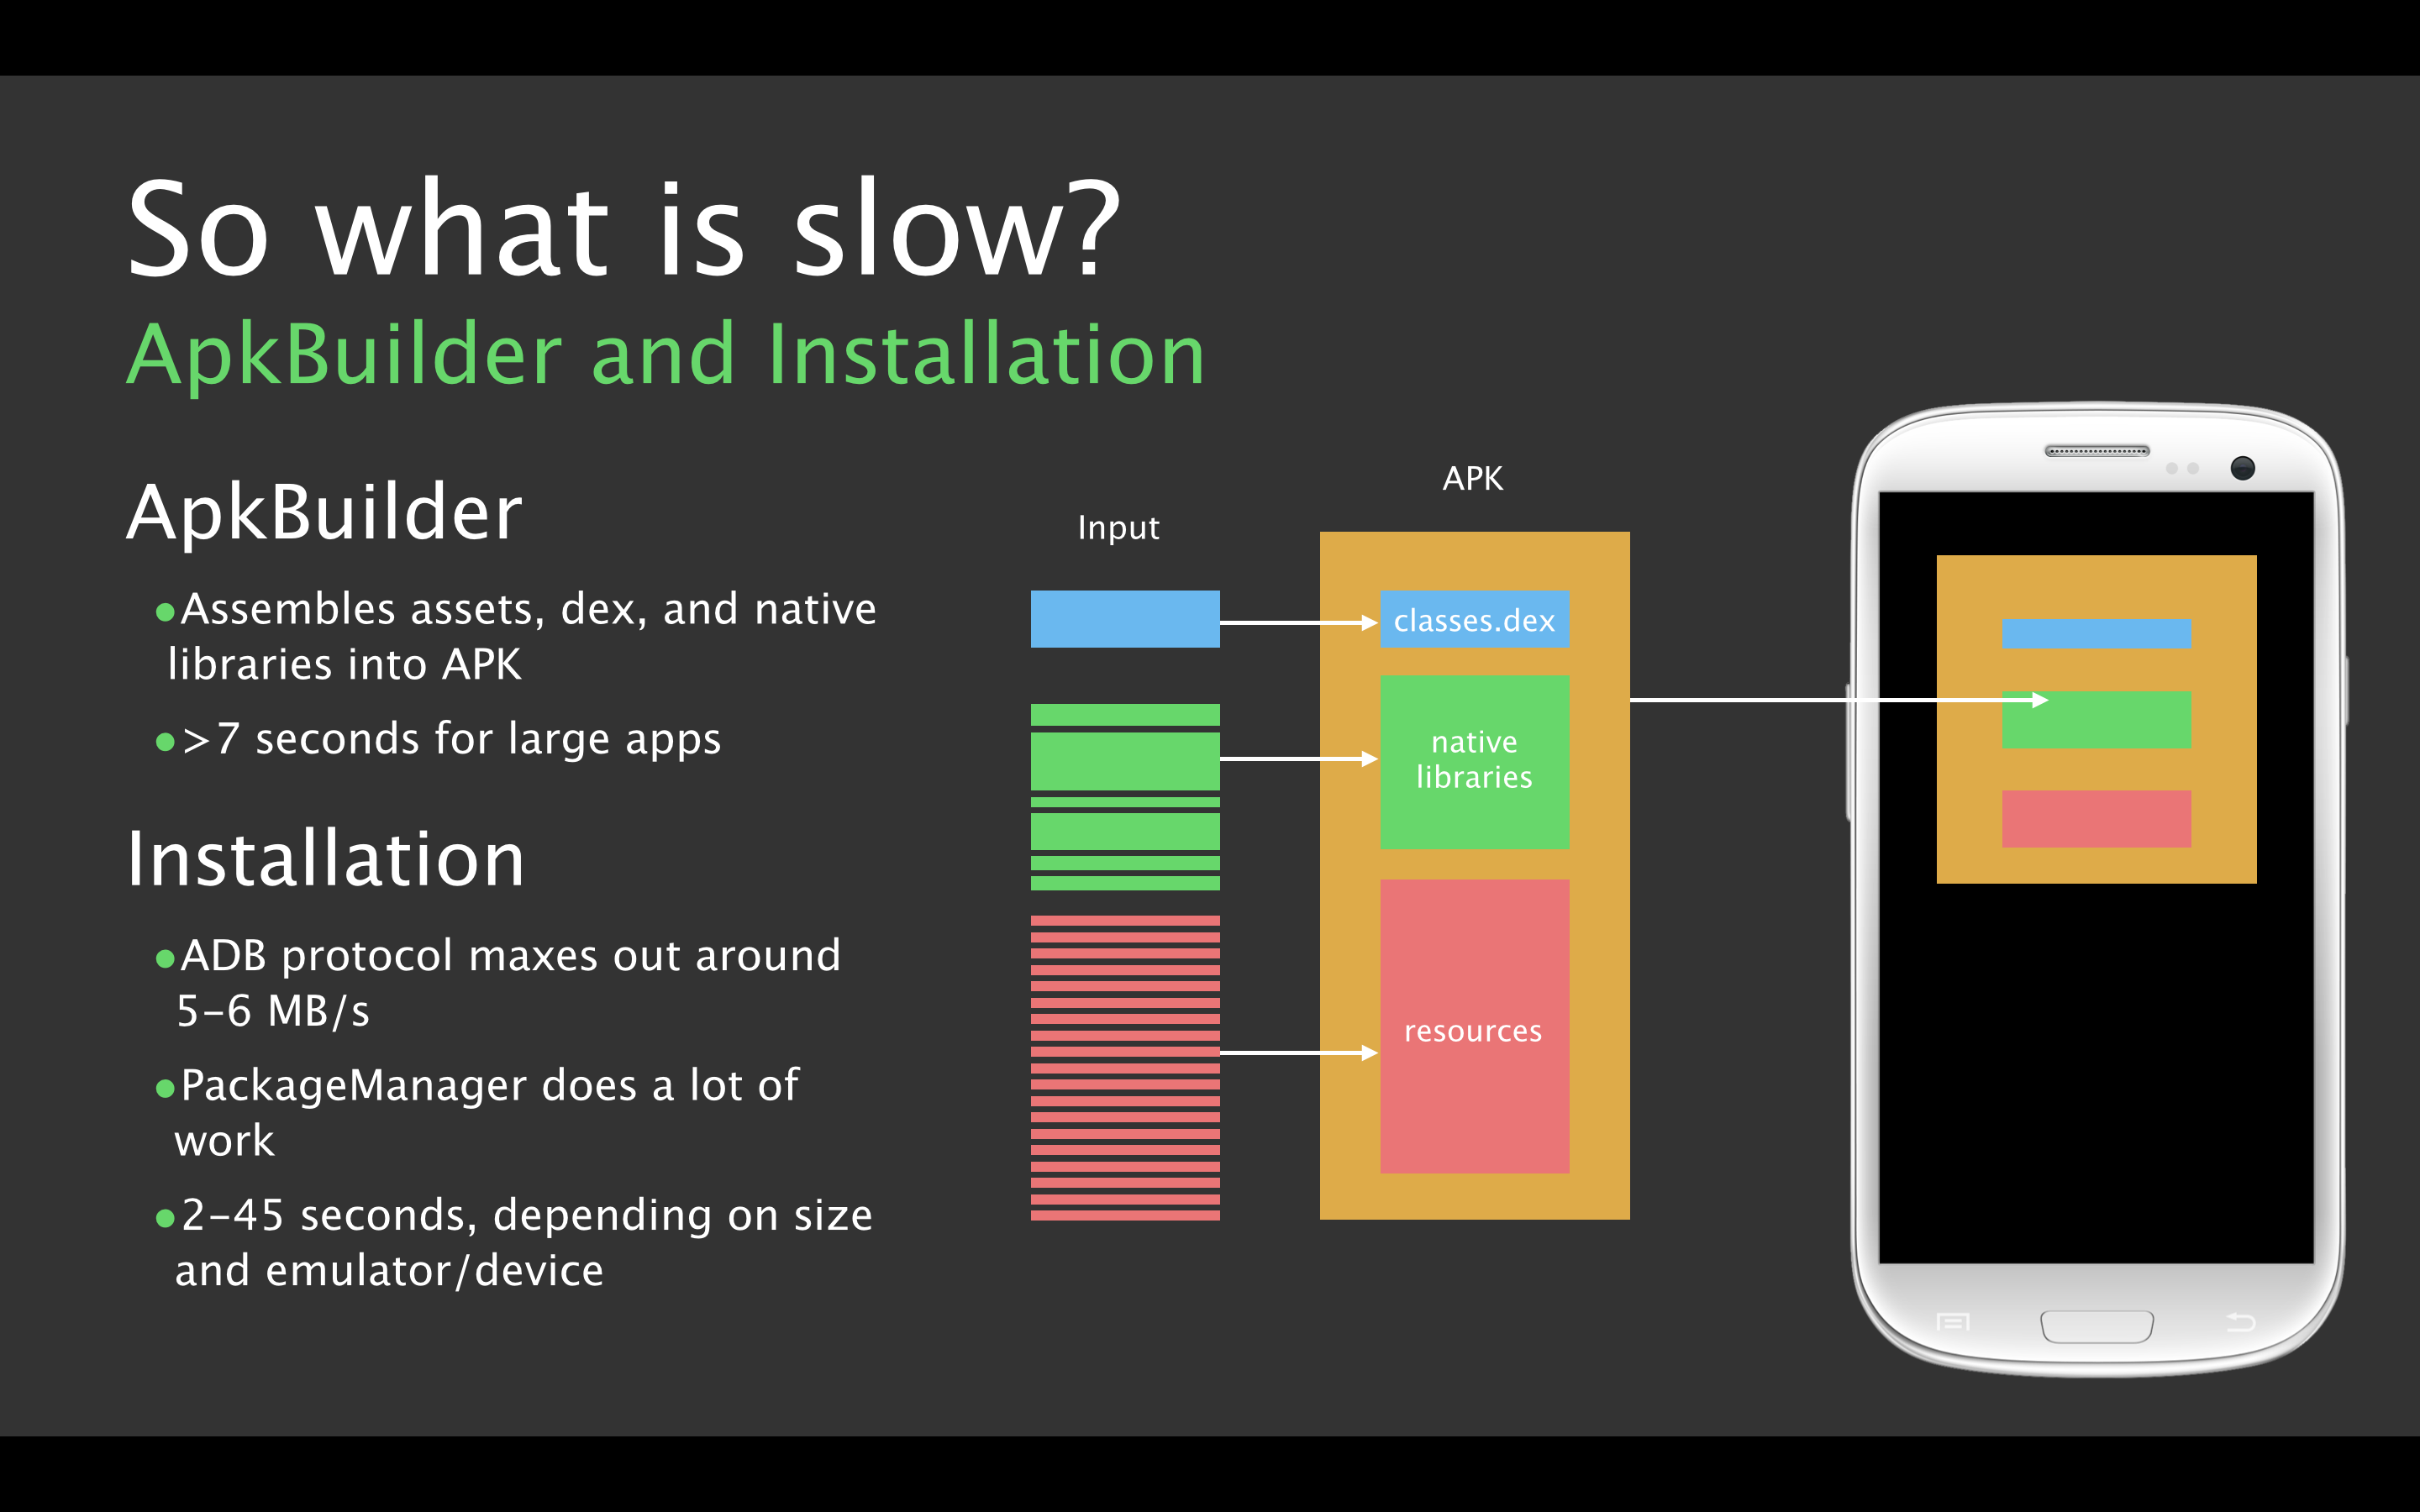 So what is slow?
ApkBuilder and Installation
ApkBuilder
•Assembles assets, dex, and native
libraries into APK
•>7 seconds for large apps
Installation
•ADB protocol maxes out around
5–6 MB/s
•PackageManager does a lot of
work
•2–45 seconds, depending on size
and emulator/device
Input
APK
classes.dex
native
libraries
resources